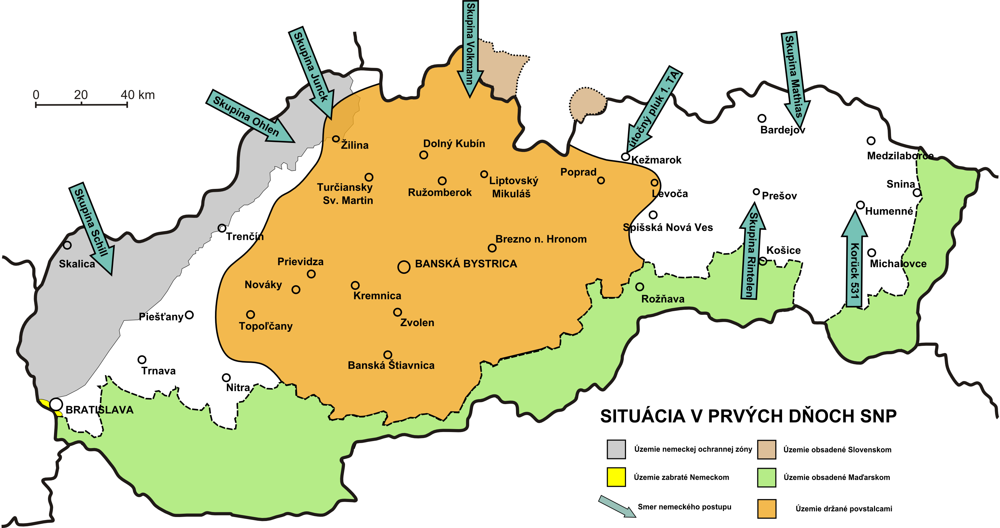 Skupina Volkmann
Skupina Junck
Skupina Mathias
útočný pluk 1. TA
0 20 40 km
Skupina Ohlen
Bardejov
Žilina
Dolný Kubín
Medzilaborce
Kežmarok
Poprad
Liptovský
Mikuláš
Turčiansky
Sv. Martin
Ružomberok
Levoča
Snina
Prešov
Humenné
Skupina Schill
Trenčín
Spišská Nová Ves
Brezno n. Hronom
Skupina Rintelen
Košice
Korück 531
Michalovce
Skalica
Prievidza
BANSKÁ BYSTRICA
Nováky
Kremnica
Rožňava
Piešťany
Topoľčany
Zvolen
Banská Štiavnica
Trnava
Nitra
BRATISLAVA
SITUÁCIA V PRVÝCH DŇOCH SNP
Územie nemeckej ochrannej zóny
Územie obsadené Slovenskom
Územie zabraté Nemeckom
Územie obsadené Maďarskom
Smer nemeckého postupu
Územie držané povstalcami